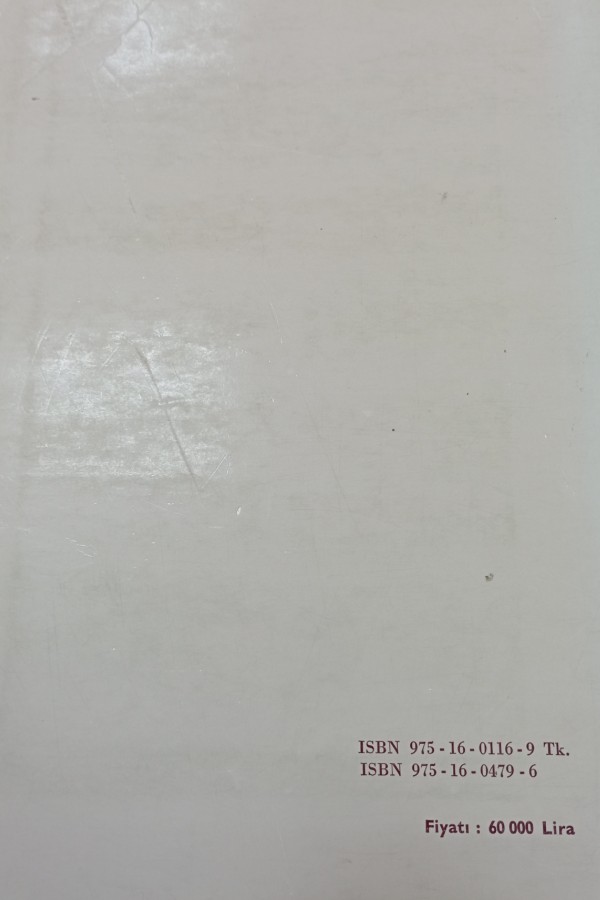 ISBN 975-16-0116-9 Tk.
ISBN 975-16-0479-6
Fiyatı : 60 000 Lira